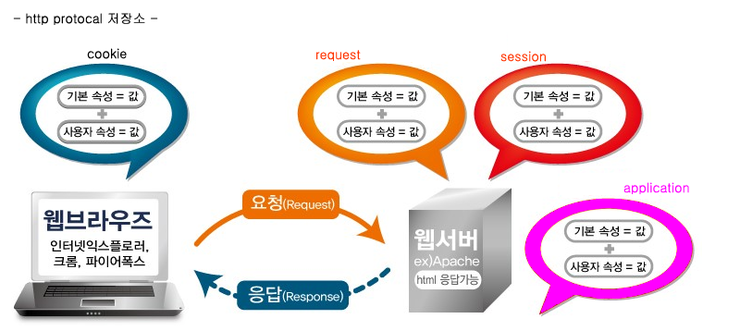 - http protocal 저장소 -
cookie
기본 속성 = 값
+
사용자 속성 = 값
request
기본 속성 = 값
+
사용자 속성 = 값
session
기본 속성 = 값
+
사용자 속성 = 값
application
기본 속성 = 값
+
사용자 속성 = 값
웹브라우즈
인터넷익스플로러,
크롬, 파이어폭스
요청(Request)
응답(Response)
웹서버
ex)Apache
html 응답가능